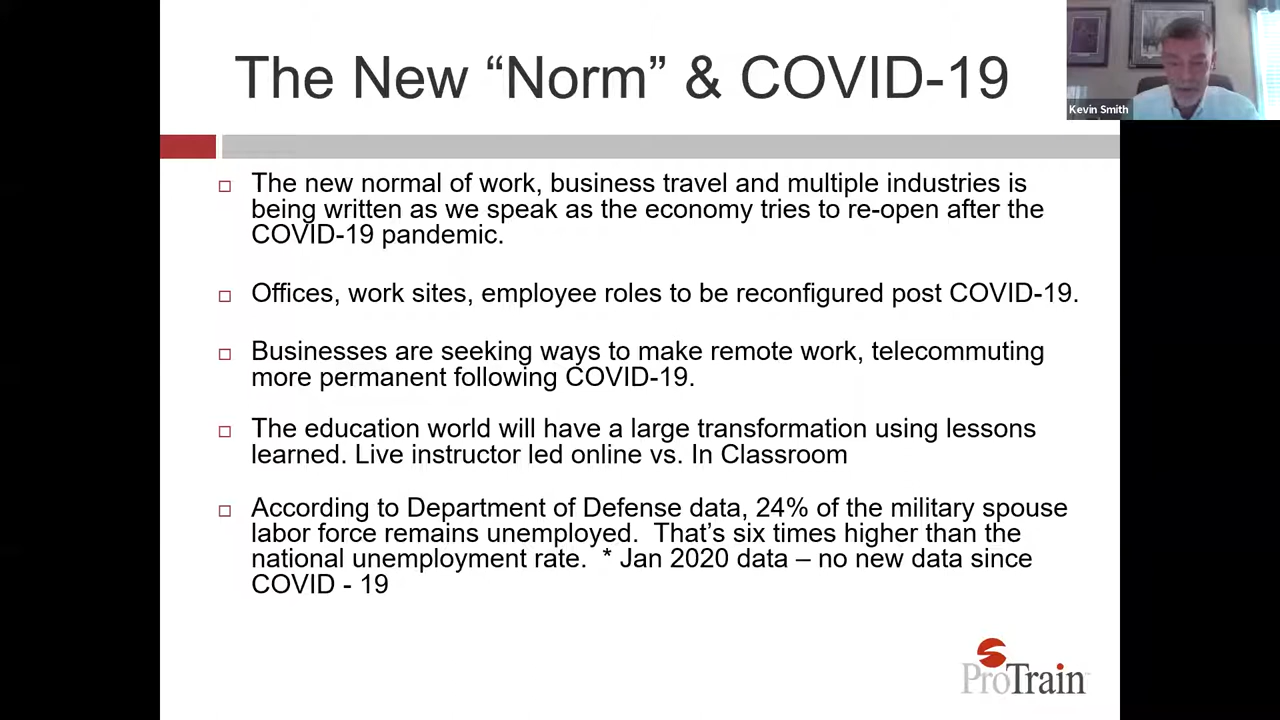 The New “Norm” & COVID-19
Kevin Smith
The new normal of work, business travel and multiple industries is
being written as we speak as the economy tries to re-open after the
COVID-19 pandemic.
Offices, work sites, employee roles to be reconfigured post COVID-19.
Businesses are seeking ways to make remote work, telecommuting
more permanent following COVID-19.
The education world will have a large transformation using lessons
learned. Live instructor led online vs. In Classroom
According to Department of Defense data, 24% of the military spouse
labor force remains unemployed.  That’s six times higher than the
national unemployment rate.  * Jan 2020 data – no new data since
COVID - 19
ProTrain